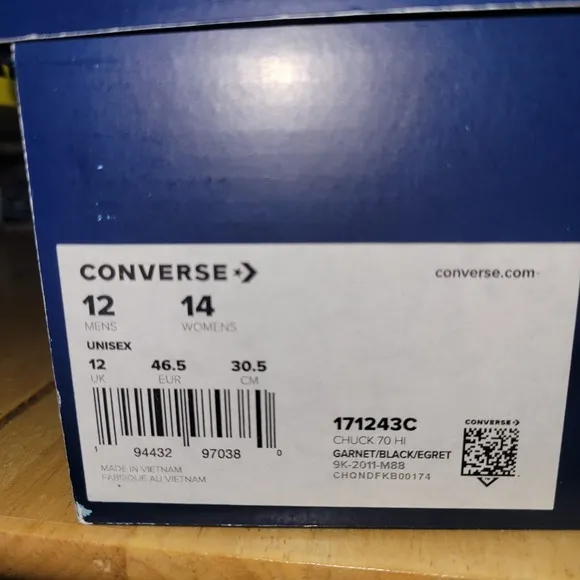 CONVERSE
converse.com
12 14
MENS WOMENS
UNISEX
12 46.5 30.5
UK EUR CM
1 94432 97038 0
MADE IN VIETNAM
FABRIQUÉ AU VIETNAM
171243C
CHUCK 70 HI
GARNET/BLACK/EGRET
9K-2011-M88
CHQNDFKB00174
CONVERSE